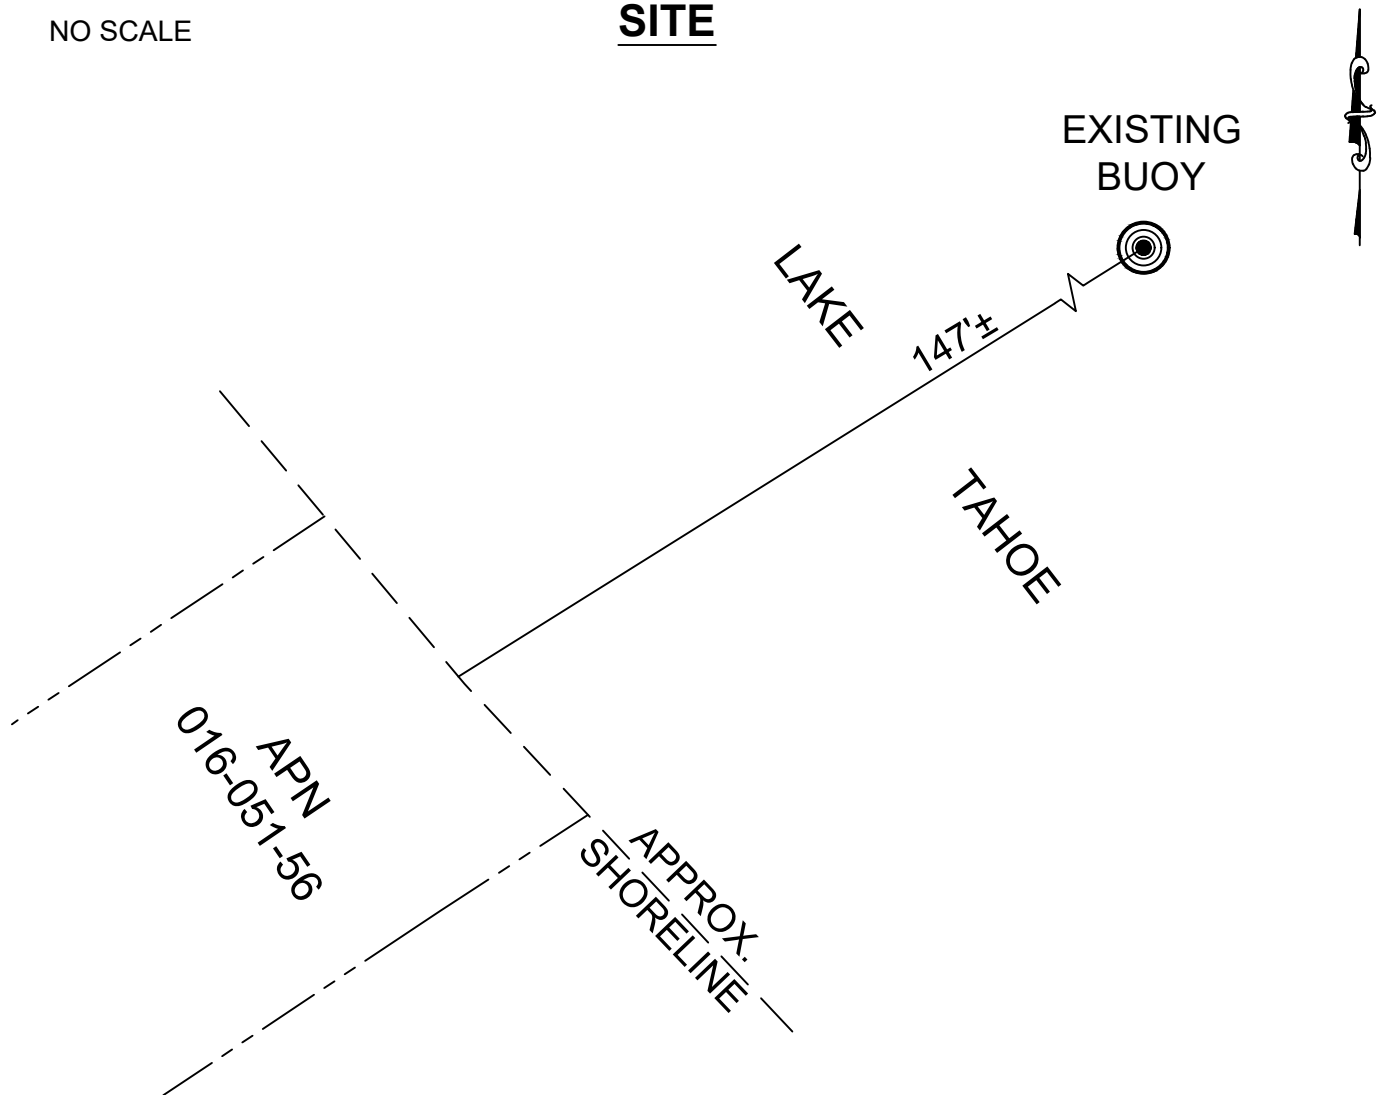 NO SCALE
SITE
EXISTING
BUOY
LAKE
147'±
TAHOE
APN
016-051-56
APPROX.
SHORELINE